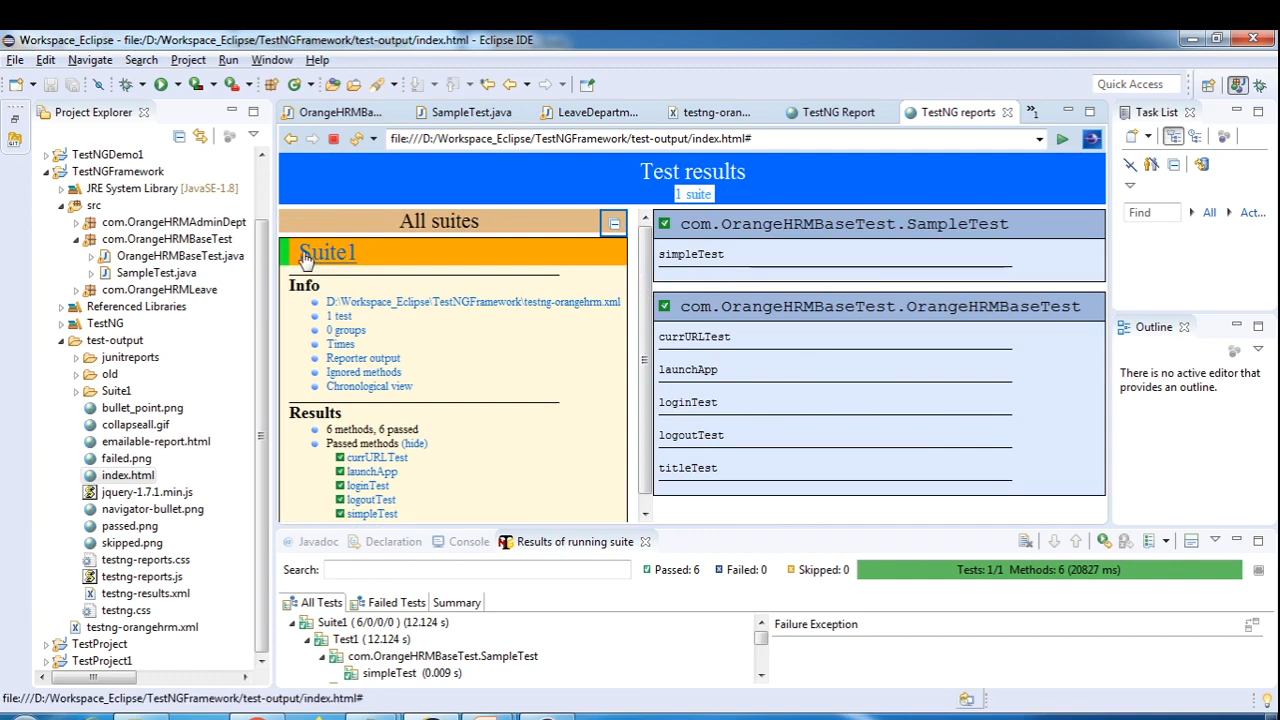 Workspace_Eclipse - file:/D:/Workspace_Eclipse/TestNGFramework/test-output/index.html - Eclipse IDE
File Edit Navigate Search Project Run Window Help
Quick Access
Project Explorer
OrangeHRMBa... SampleTest.java LeaveDepartm... testng-oran... TestNG Report TestNG reports »1
Task List
file:///D:/Workspace_Eclipse/TestNGFramework/test-output/index.html#
TestNGDemo1
TestNGFramework
JRE System Library [JavaSE-1.8]
src
com.OrangeHRMAdminDept
com.OrangeHRMBaseTest
OrangeHRMBaseTest.java
SampleTest.java
com.OrangeHRMLeave
Referenced Libraries
TestNG
test-output
junitreports
old
Suite1
bullet_point.png
collapseall.gif
emailable-report.html
failed.png
index.html
jquery-1.7.1.min.js
navigator-bullet.png
passed.png
skipped.png
testng-reports.css
testng-reports.js
testng-results.xml
testng.css
testng-orangehrm.xml
TestProject
TestProject1
Test results
1 suite
All suites
Suite1
Info
D:\Workspace_Eclipse\TestNGFramework\testng-orangehrm.xml
1 test
0 groups
Times
Reporter output
Ignored methods
Chronological view
Results
6 methods, 6 passed
Passed methods (hide)
currURLTest
launchApp
loginTest
logoutTest
simpleTest
com.OrangeHRMBaseTest.SampleTest
simpleTest
com.OrangeHRMBaseTest.OrangeHRMBaseTest
currURLTest
launchApp
loginTest
logoutTest
titleTest
Find All Act...
Outline
There is no active editor that
provides an outline.
Javadoc Declaration Console Results of running suite
Search: Passed: 6 Failed: 0 Skipped: 0 Tests: 1/1 Methods: 6 (20827 ms)
All Tests Failed Tests Summary
Suite1 ( 6/0/0/0 ) (12.124 s)
Test1 ( 12.124 s)
com.OrangeHRMBaseTest.SampleTest
simpleTest (0.009 s)
Failure Exception
file:///D:/Workspace_Eclipse/TestNGFramework/test-output/index.html#